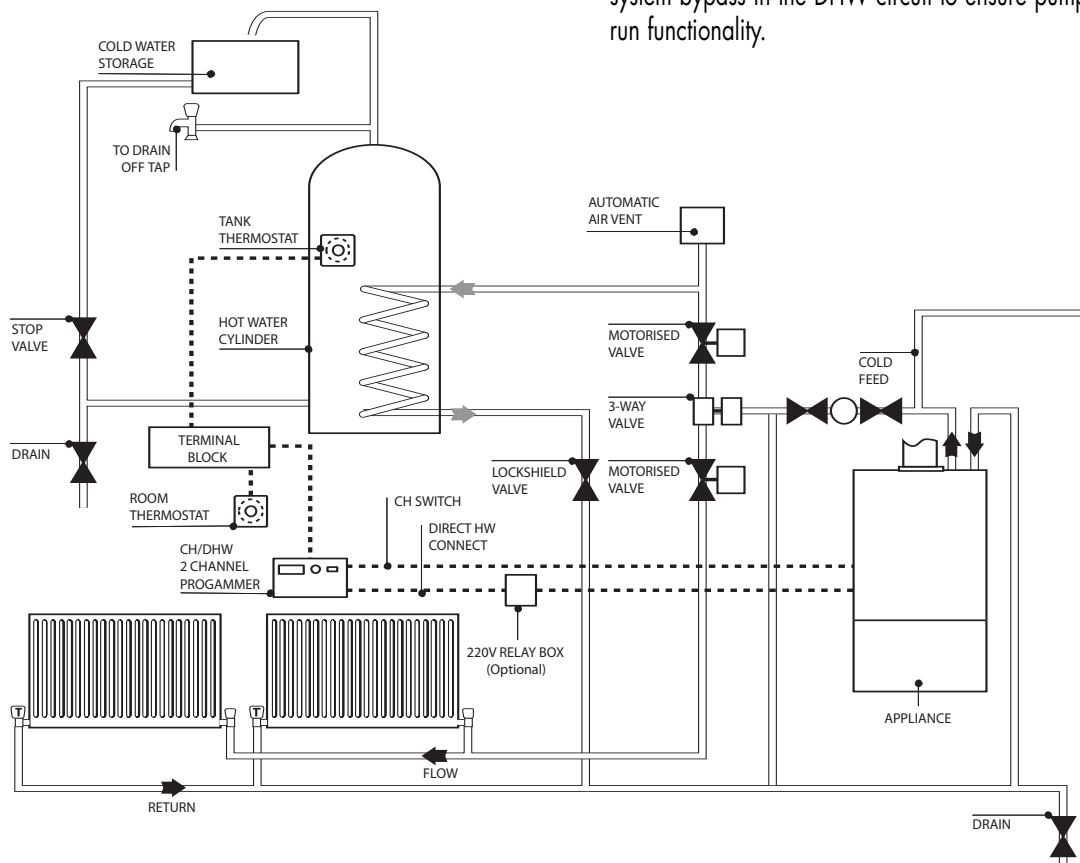 system bypass in the DHW circuit to ensure pump
run functionality.
COLD WATER
STORAGE
TO DRAIN
OFF TAP
TANK
THERMOSTAT
AUTOMATIC
AIR VENT
STOP
VALVE
HOT WATER
CYLINDER
MOTORISED
VALVE
COLD
FEED
3-WAY
VALVE
DRAIN
TERMINAL
BLOCK
LOCKSHIELD
VALVE
MOTORISED
VALVE
ROOM
THERMOSTAT
CH SWITCH
DIRECT HW
CONNECT
CH/DHW
2 CHANNEL
PROGAMMER
220V RELAY BOX
(Optional)
APPLIANCE
T
T
FLOW
RETURN
DRAIN